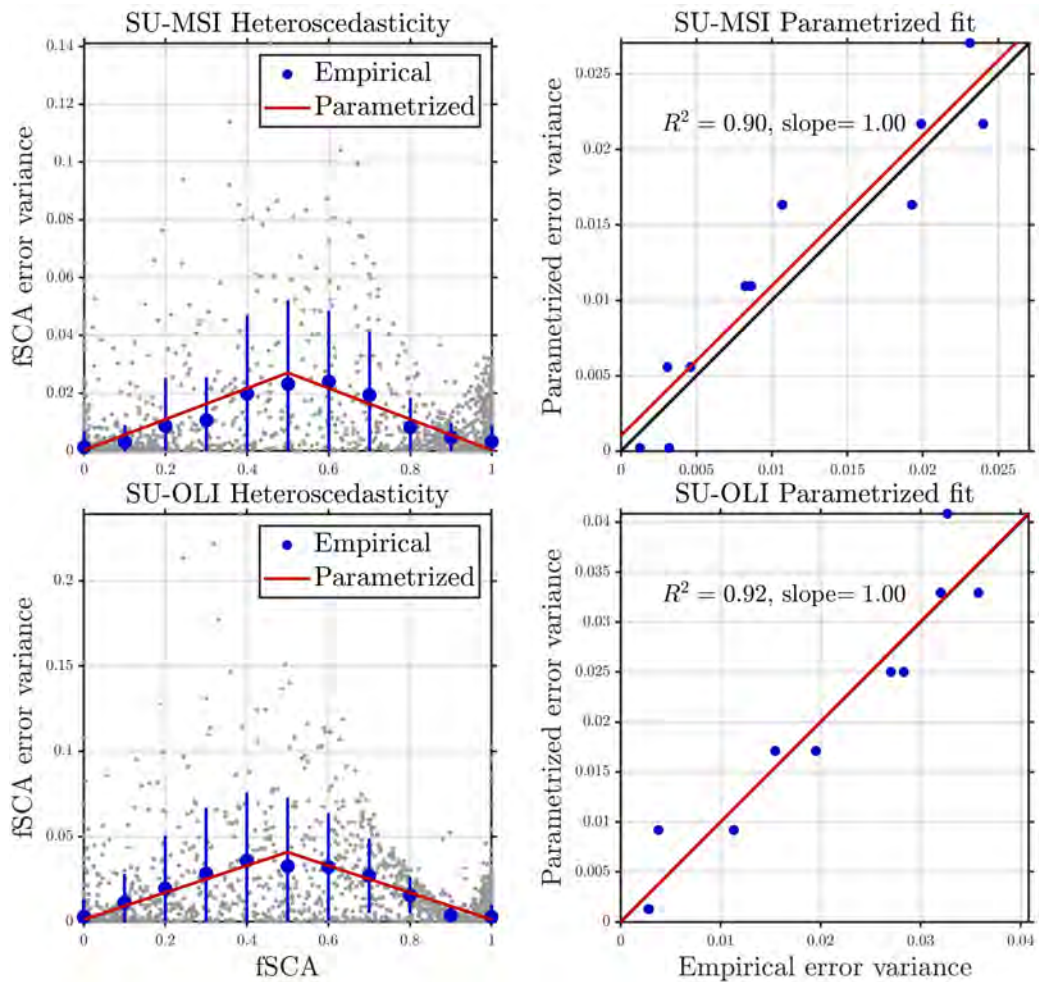 SU-MSI Heteroscedasticity
0.14
0.12
0.1
0.08
0.06
0.04
0.02
0
fSCA error variance
Empirical
Parametrized
0 0.2 0.4 0.6 0.8 1
SU-MSI Parametrized fit
0.025
0.02
0.015
0.01
0.005
0
Parametrized error variance
R² = 0.90, slope= 1.00
0 0.005 0.01 0.015 0.02 0.025
SU-OLI Heteroscedasticity
0.2
0.15
0.1
0.05
0
fSCA error variance
Empirical
Parametrized
0 0.2 0.4 0.6 0.8 1
fSCA
SU-OLI Parametrized fit
0.04
0.035
0.03
0.025
0.02
0.015
0.01
0.005
0
Parametrized error variance
R² = 0.92, slope= 1.00
0 0.01 0.02 0.03 0.04
Empirical error variance